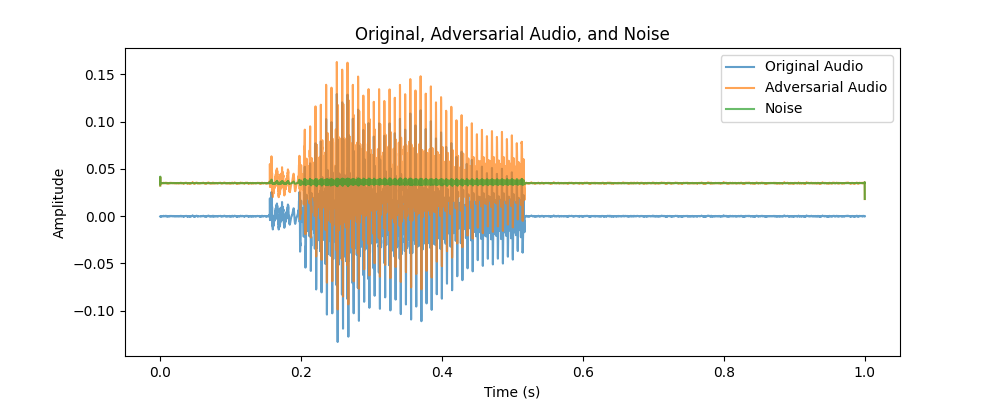 Original, Adversarial Audio, and Noise
Original Audio
Adversarial Audio
Noise
0.15
0.10
0.05
0.00
−0.05
−0.10
Amplitude
0.0 0.2 0.4 0.6 0.8 1.0
Time (s)